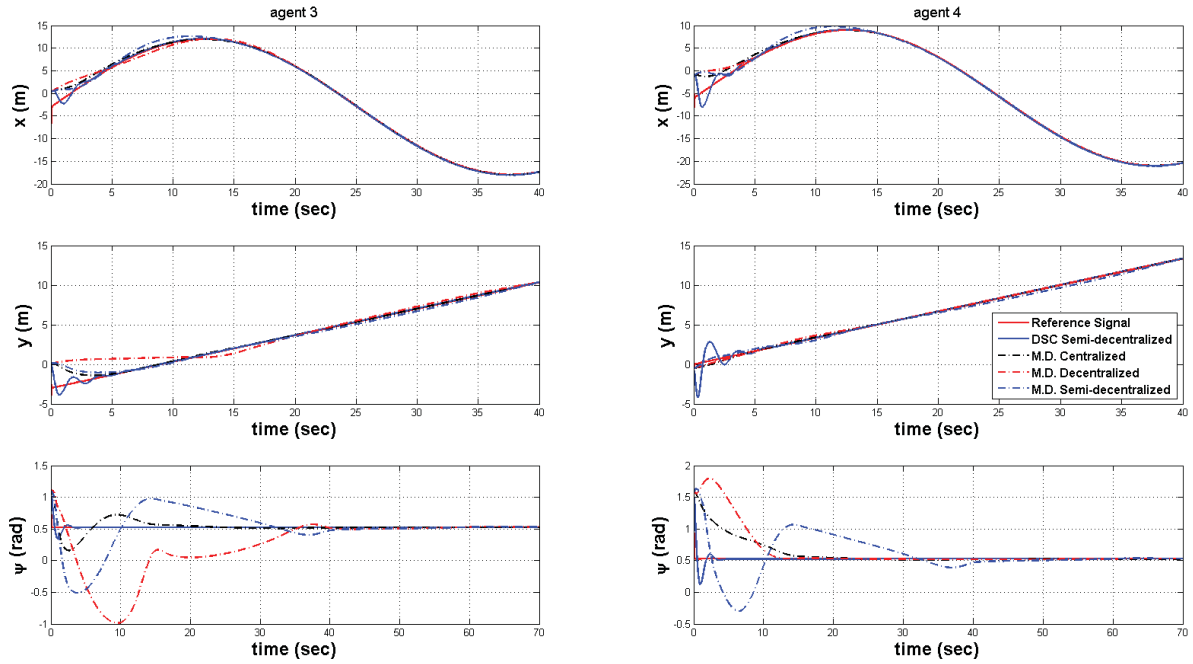 agent 3
15
10
5
0
-5
-10
-15
-20
x (m)
0 5 10 15 20 25 30 35 40
time (sec)
agent 4
10
5
0
-5
-10
-15
-20
-25
x (m)
0 5 10 15 20 25 30 35 40
time (sec)
15
10
5
0
-5
y (m)
0 5 10 15 20 25 30 35 40
time (sec)
15
10
5
0
-5
y (m)
0 5 10 15 20 25 30 35 40
time (sec)
Reference Signal
DSC Semi-decentralized
M.D. Centralized
M.D. Decentralized
M.D. Semi-decentralized
1.5
1
0.5
0
-0.5
-1
ψ (rad)
0 10 20 30 40 50 60 70
time (sec)
2
1.5
1
0.5
0
-0.5
ψ (rad)
0 10 20 30 40 50 60 70
time (sec)